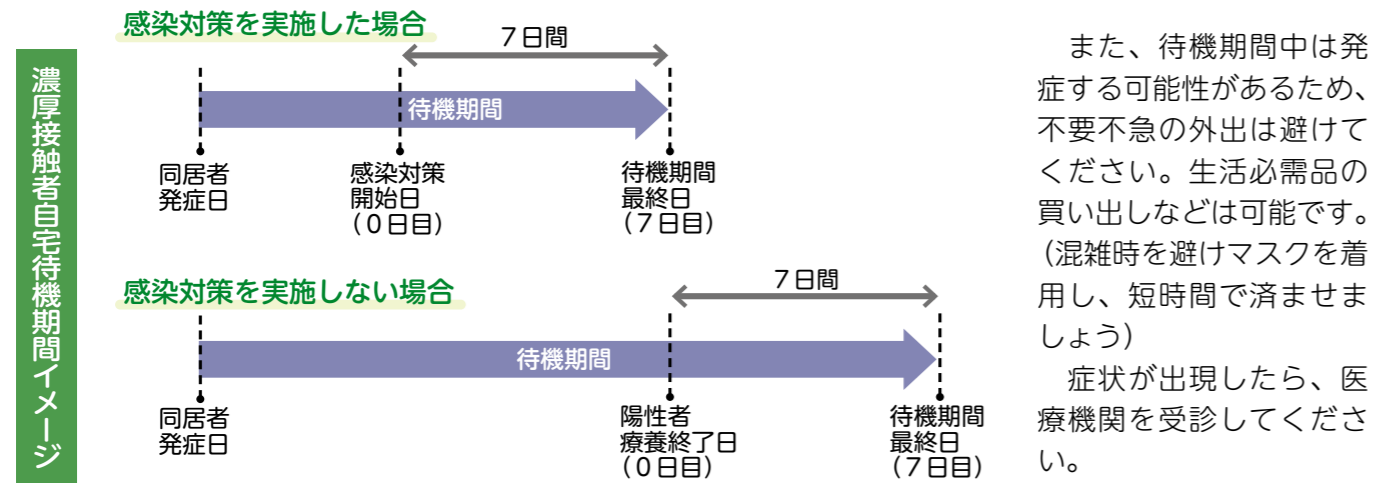 濃厚接触者自宅待機期間イメージ
感染対策を実施した場合
7日間
待機期間
同居者
発症日
感染対策
開始日
(0日目)
待機期間
最終日
(7日目)
感染対策を実施しない場合
7日間
待機期間
同居者
発症日
陽性者
療養終了日
(0日目)
待機期間
最終日
(7日目)
また、待機期間中は発
症する可能性があるため、
不要不急の外出は避けて
ください。生活必需品の
買い出しなどは可能です。
(混雑時を避けマスクを着
用し、短時間で済ませま
しょう)
症状が出現したら、医
療機関を受診してくださ
い。